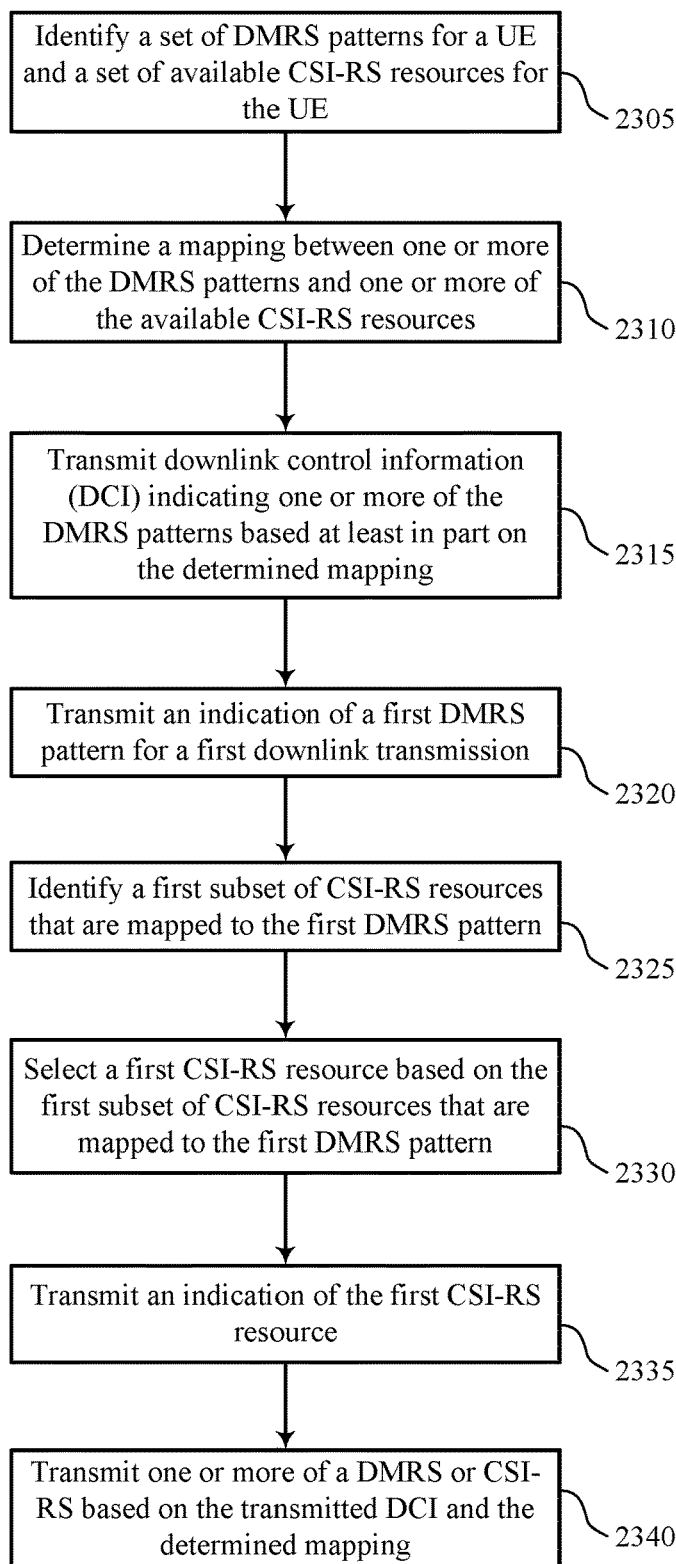 Identify a set of DMRS patterns for a UE
and a set of available CSI-RS resources for
the UE
2305
Determine a mapping between one or more
of the DMRS patterns and one or more of
the available CSI-RS resources
2310
Transmit downlink control information
(DCI) indicating one or more of the
DMRS patterns based at least in part on
the determined mapping
2315
Transmit an indication of a first DMRS
pattern for a first downlink transmission
2320
Identify a first subset of CSI-RS resources
that are mapped to the first DMRS pattern
2325
Select a first CSI-RS resource based on the
first subset of CSI-RS resources that are
mapped to the first DMRS pattern
2330
Transmit an indication of the first CSI-RS
resource
2335
Transmit one or more of a DMRS or CSI-
RS based on the transmitted DCI and the
determined mapping
2340